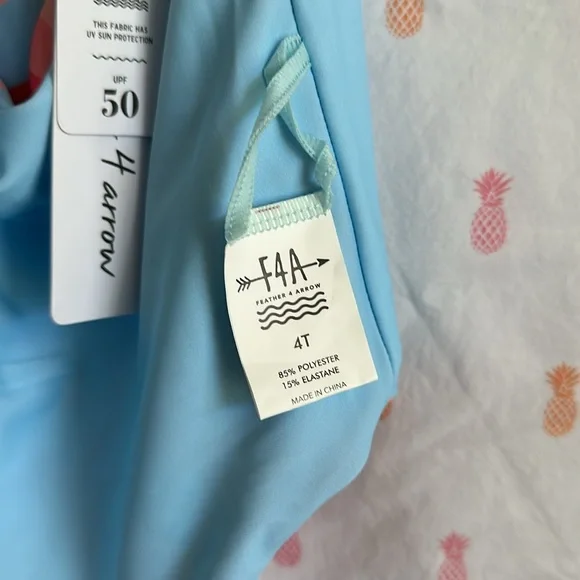 THIS FABRIC HAS
UV SUN PROTECTION
UPF
50
4 arrow
F4A
FEATHER 4 ARROW
4T
85% POLYESTER
15% ELASTANE
MADE IN CHINA